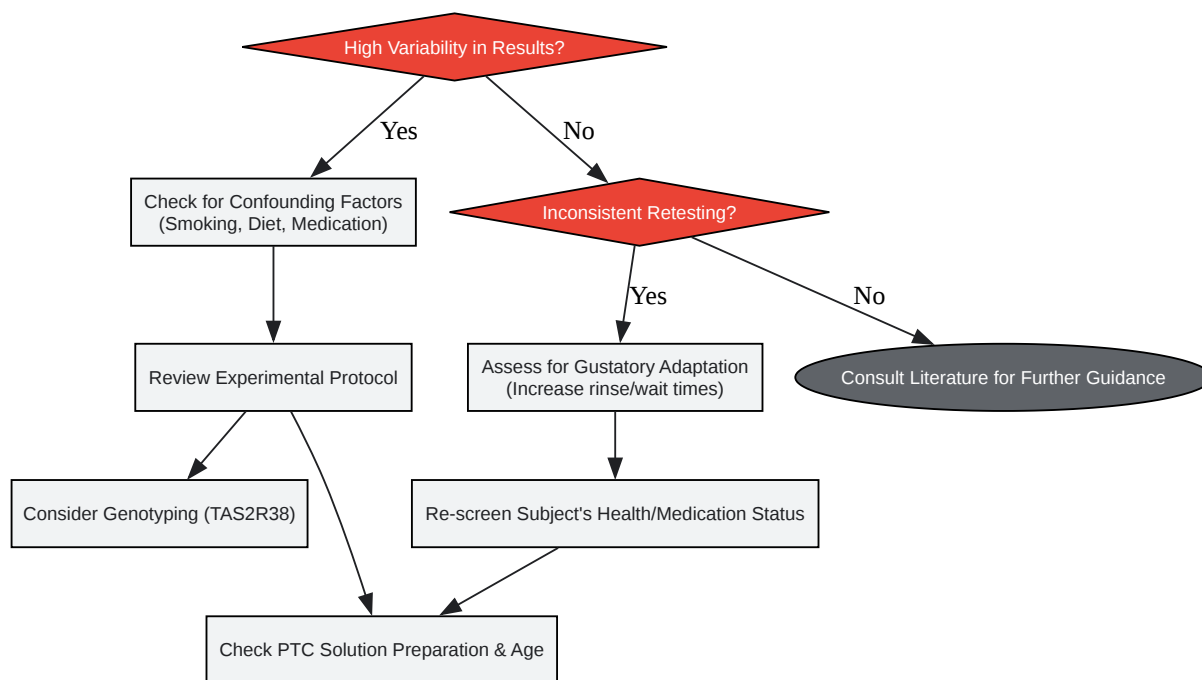 High Variability in Results?
Yes
No
Check for Confounding Factors
(Smoking, Diet, Medication)
Inconsistent Retesting?
Yes
No
Review Experimental Protocol
Assess for Gustatory Adaptation
(Increase rinse/wait times)
Consult Literature for Further Guidance
Consider Genotyping (TAS2R38)
Re-screen Subject's Health/Medication Status
Check PTC Solution Preparation & Age